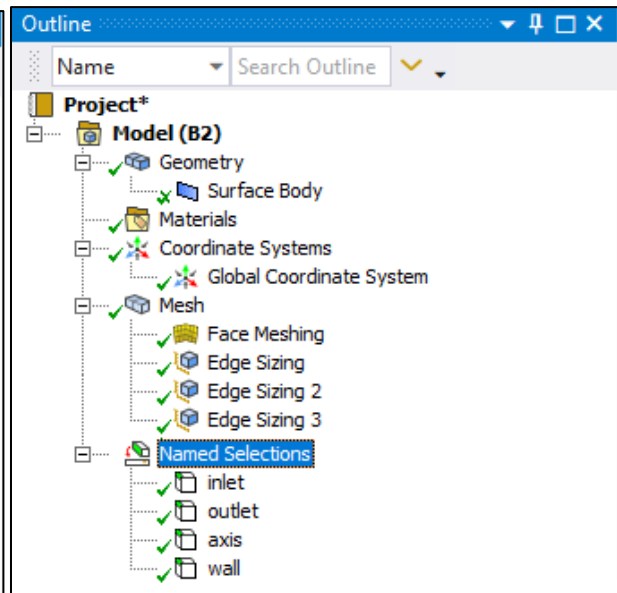 Outline
Name Search Outline
Project*
Model (B2)
Geometry
Surface Body
Materials
Coordinate Systems
Global Coordinate System
Mesh
Face Meshing
Edge Sizing
Edge Sizing 2
Edge Sizing 3
Named Selections
inlet
outlet
axis
wall